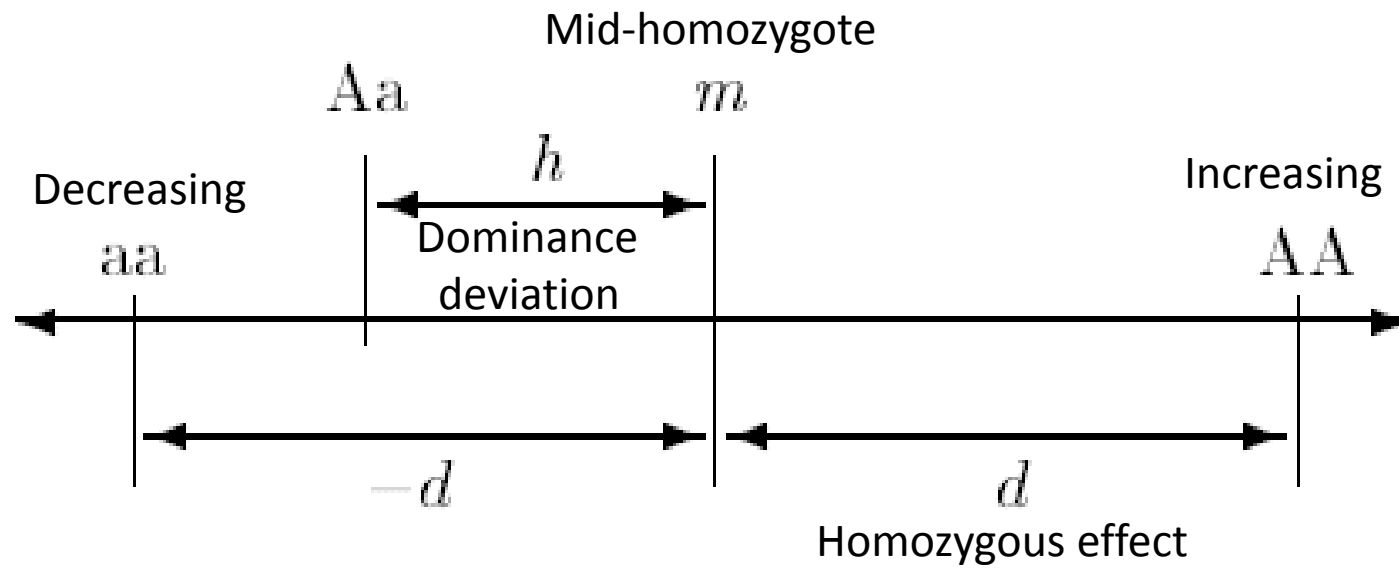 Mid-homozygote
Aa
m
h
Decreasing
Increasing
Dominance
deviation
aa
AA
−d
d
Homozygous effect